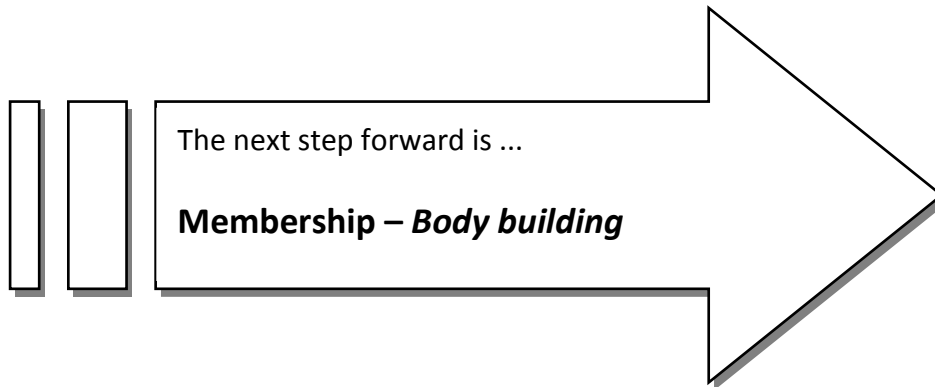 The next step forward is ...
Membership – Body building